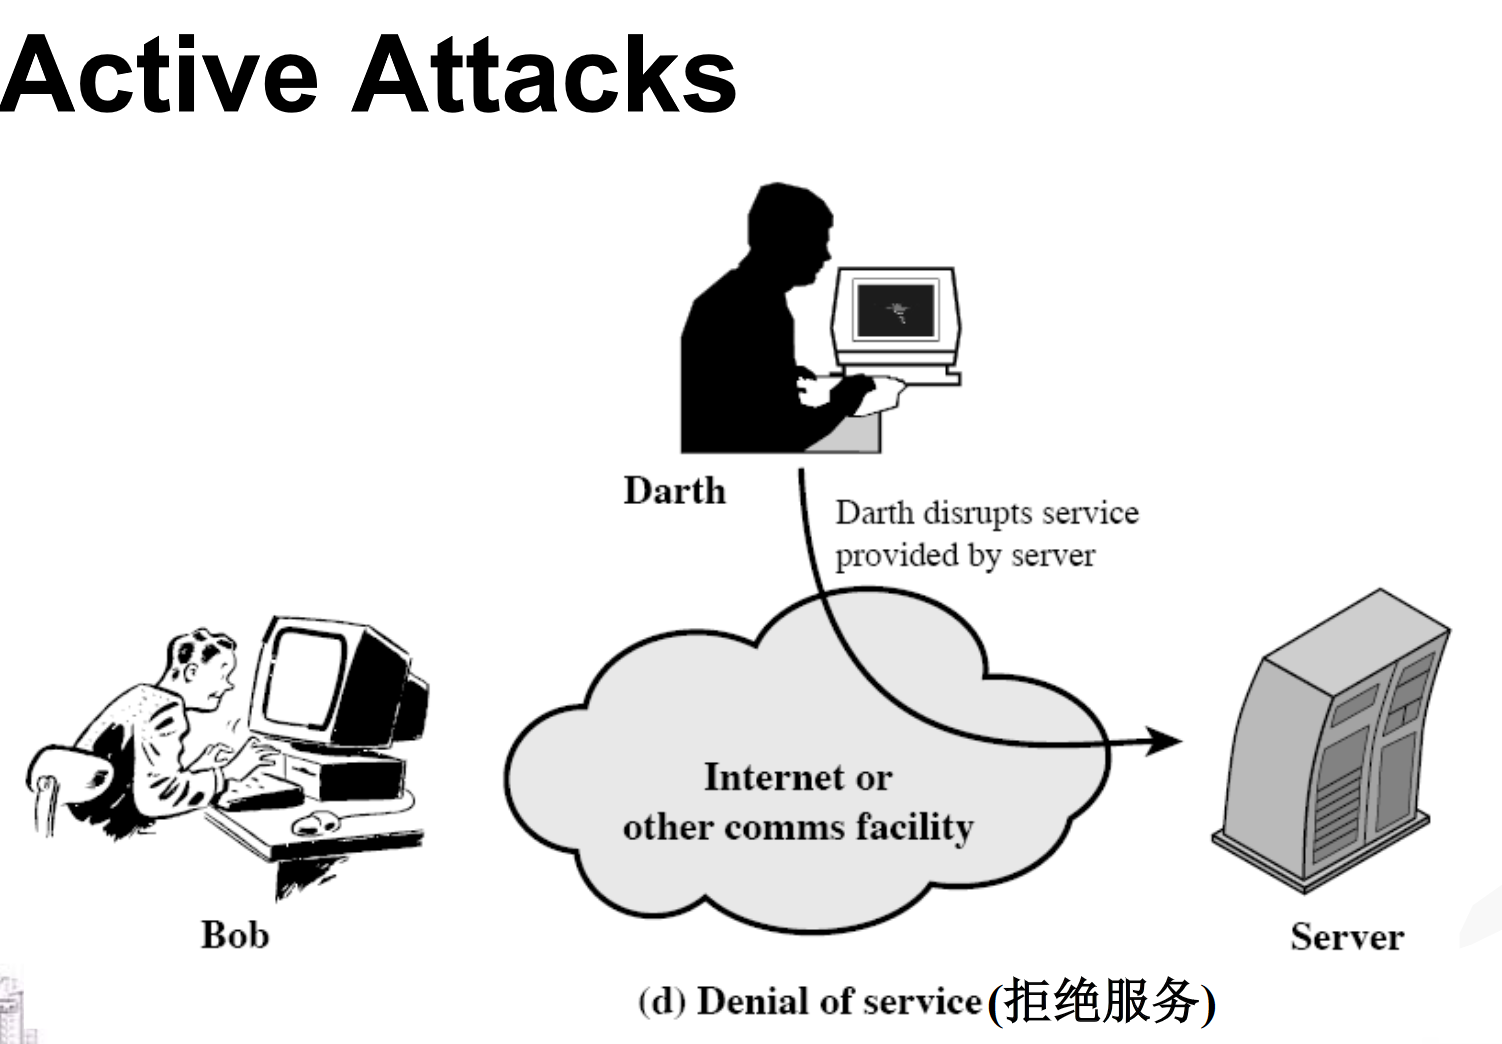 Active Attacks
Darth
Darth disrupts service
provided by server
Internet or
other comms facility
Bob
Server
(d) Denial of service(拒绝服务)